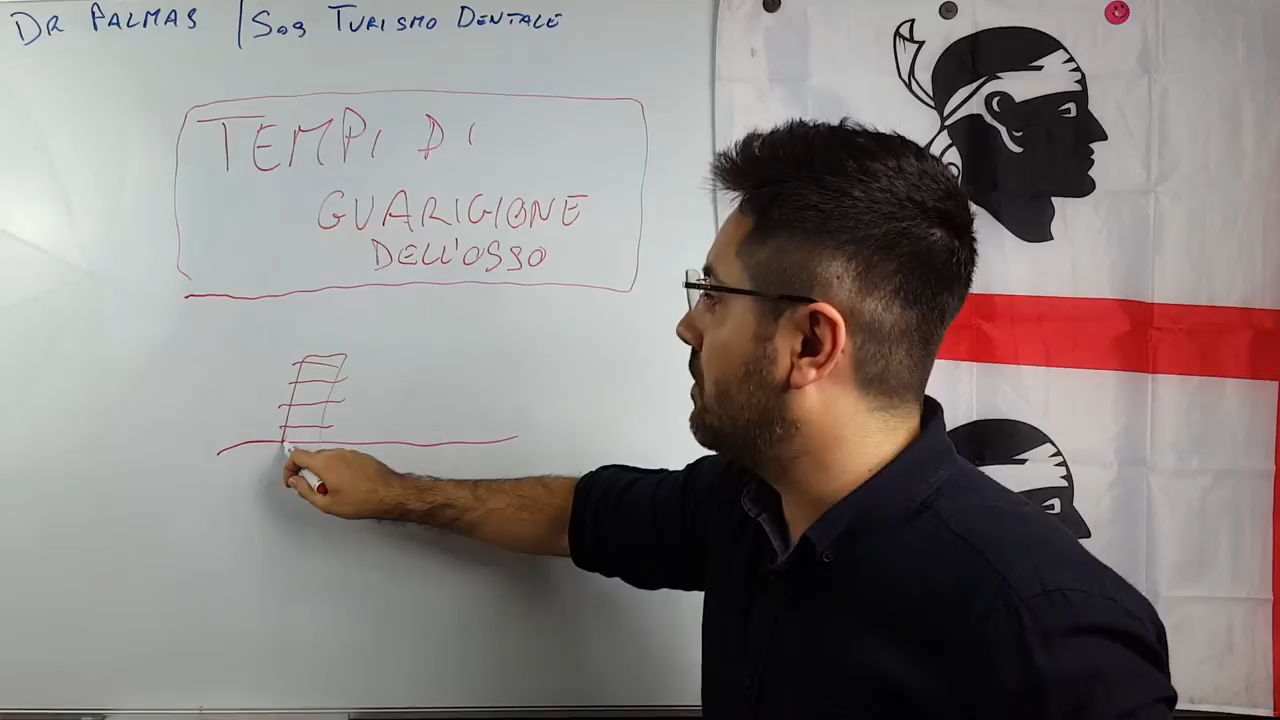 DR PALMAS | SOS TURISMO DENTALE
TEMPI DI
GUARIGIONE
DELL'OSSO